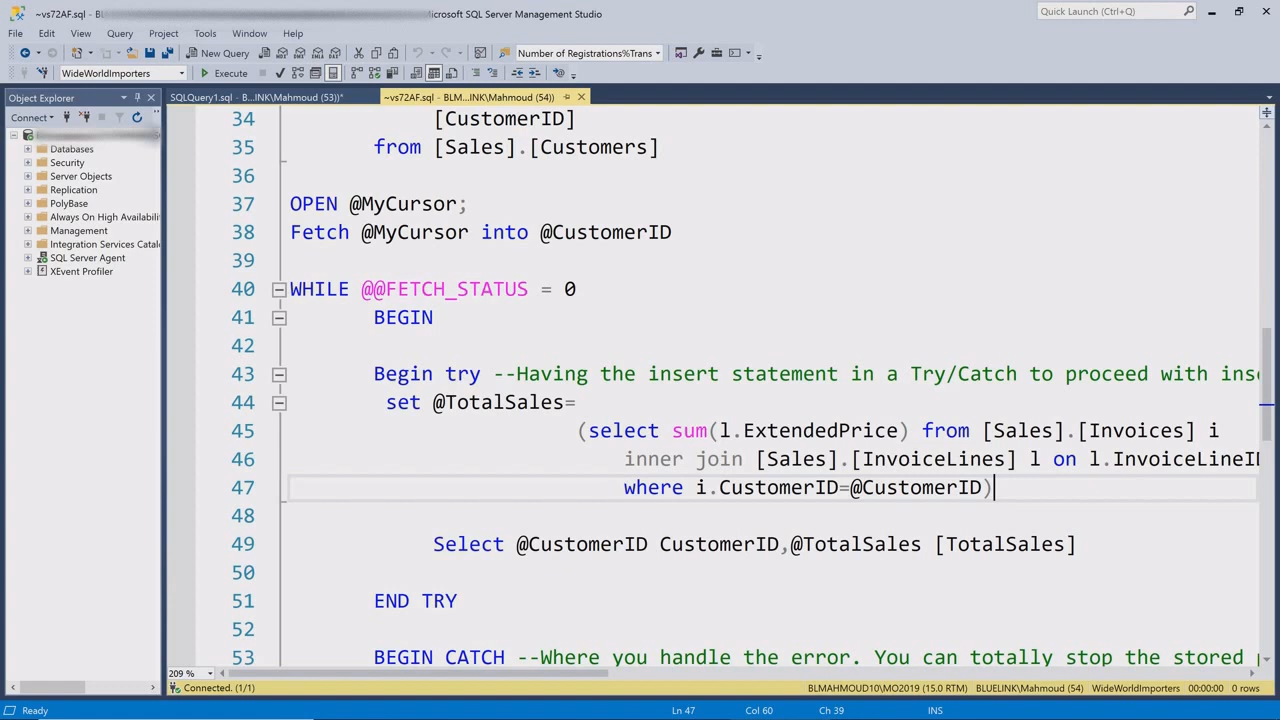 ~vs72AF.sql - BL
Microsoft SQL Server Management Studio
Quick Launch (Ctrl+Q)
File Edit View Query Project Tools Window Help
New Query
Number of Registrations%Trans
WideWorldImporters
Execute
Object Explorer
SQLQuery1.sql - B...INK\Mahmoud (53))*
~vs72AF.sql - BLM...INK\Mahmoud (54))
Connect
Databases
Security
Server Objects
Replication
PolyBase
Always On High Availabili
Management
Integration Services Catal
SQL Server Agent
XEvent Profiler
34 [CustomerID]
35 from [Sales].[Customers]
36
37 OPEN @MyCursor;
38 Fetch @MyCursor into @CustomerID
39
40 WHILE @@FETCH_STATUS = 0
41 BEGIN
42
43 Begin try --Having the insert statement in a Try/Catch to proceed with inse
44 set @TotalSales=
45 (select sum(l.ExtendedPrice) from [Sales].[Invoices] i
46 inner join [Sales].[InvoiceLines] l on l.InvoiceLineID
47 where i.CustomerID=@CustomerID)
48
49 Select @CustomerID CustomerID,@TotalSales [TotalSales]
50
51 END TRY
52
53 BEGIN CATCH --Where you handle the error. You can totally stop the stored p
209 %
Connected. (1/1)
BLMAHMOUD10\MO2019 (15.0 RTM) BLUELINK\Mahmoud (54) WideWorldImporters 00:00:00 0 rows
Ready
Ln 47 Col 60 Ch 39 INS